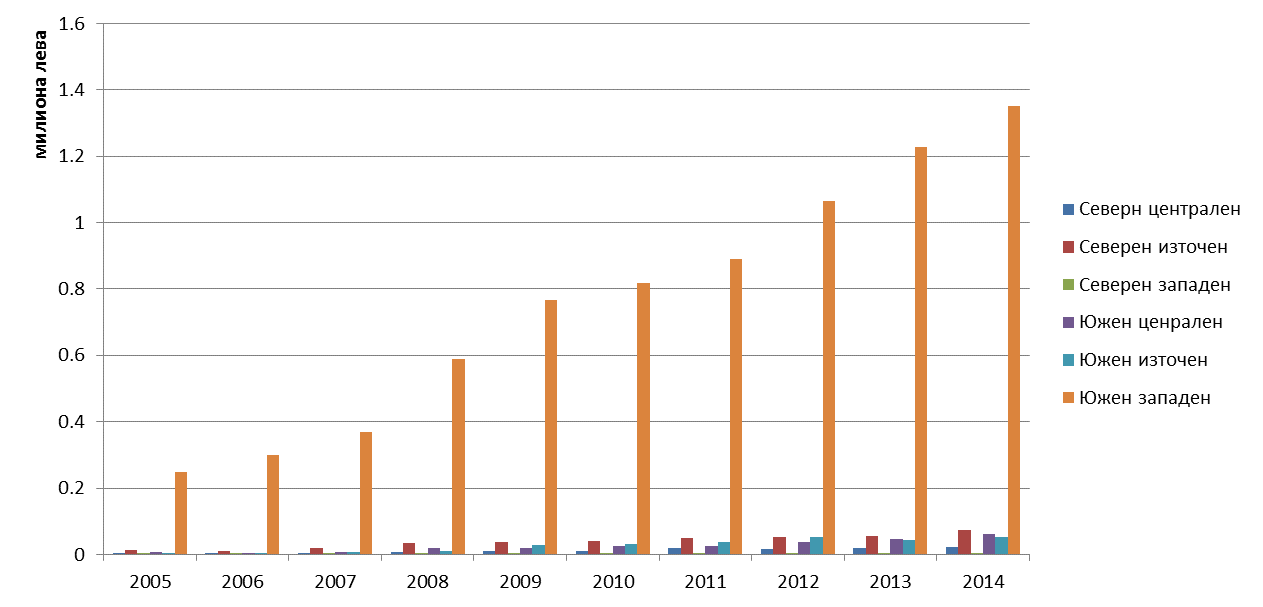 милиона лева
1.6
1.4
1.2
1
0.8
0.6
0.4
0.2
0
2005 2006 2007 2008 2009 2010 2011 2012 2013 2014
Северн централен
Северен източен
Северен западен
Южен ценрален
Южен източен
Южен западен